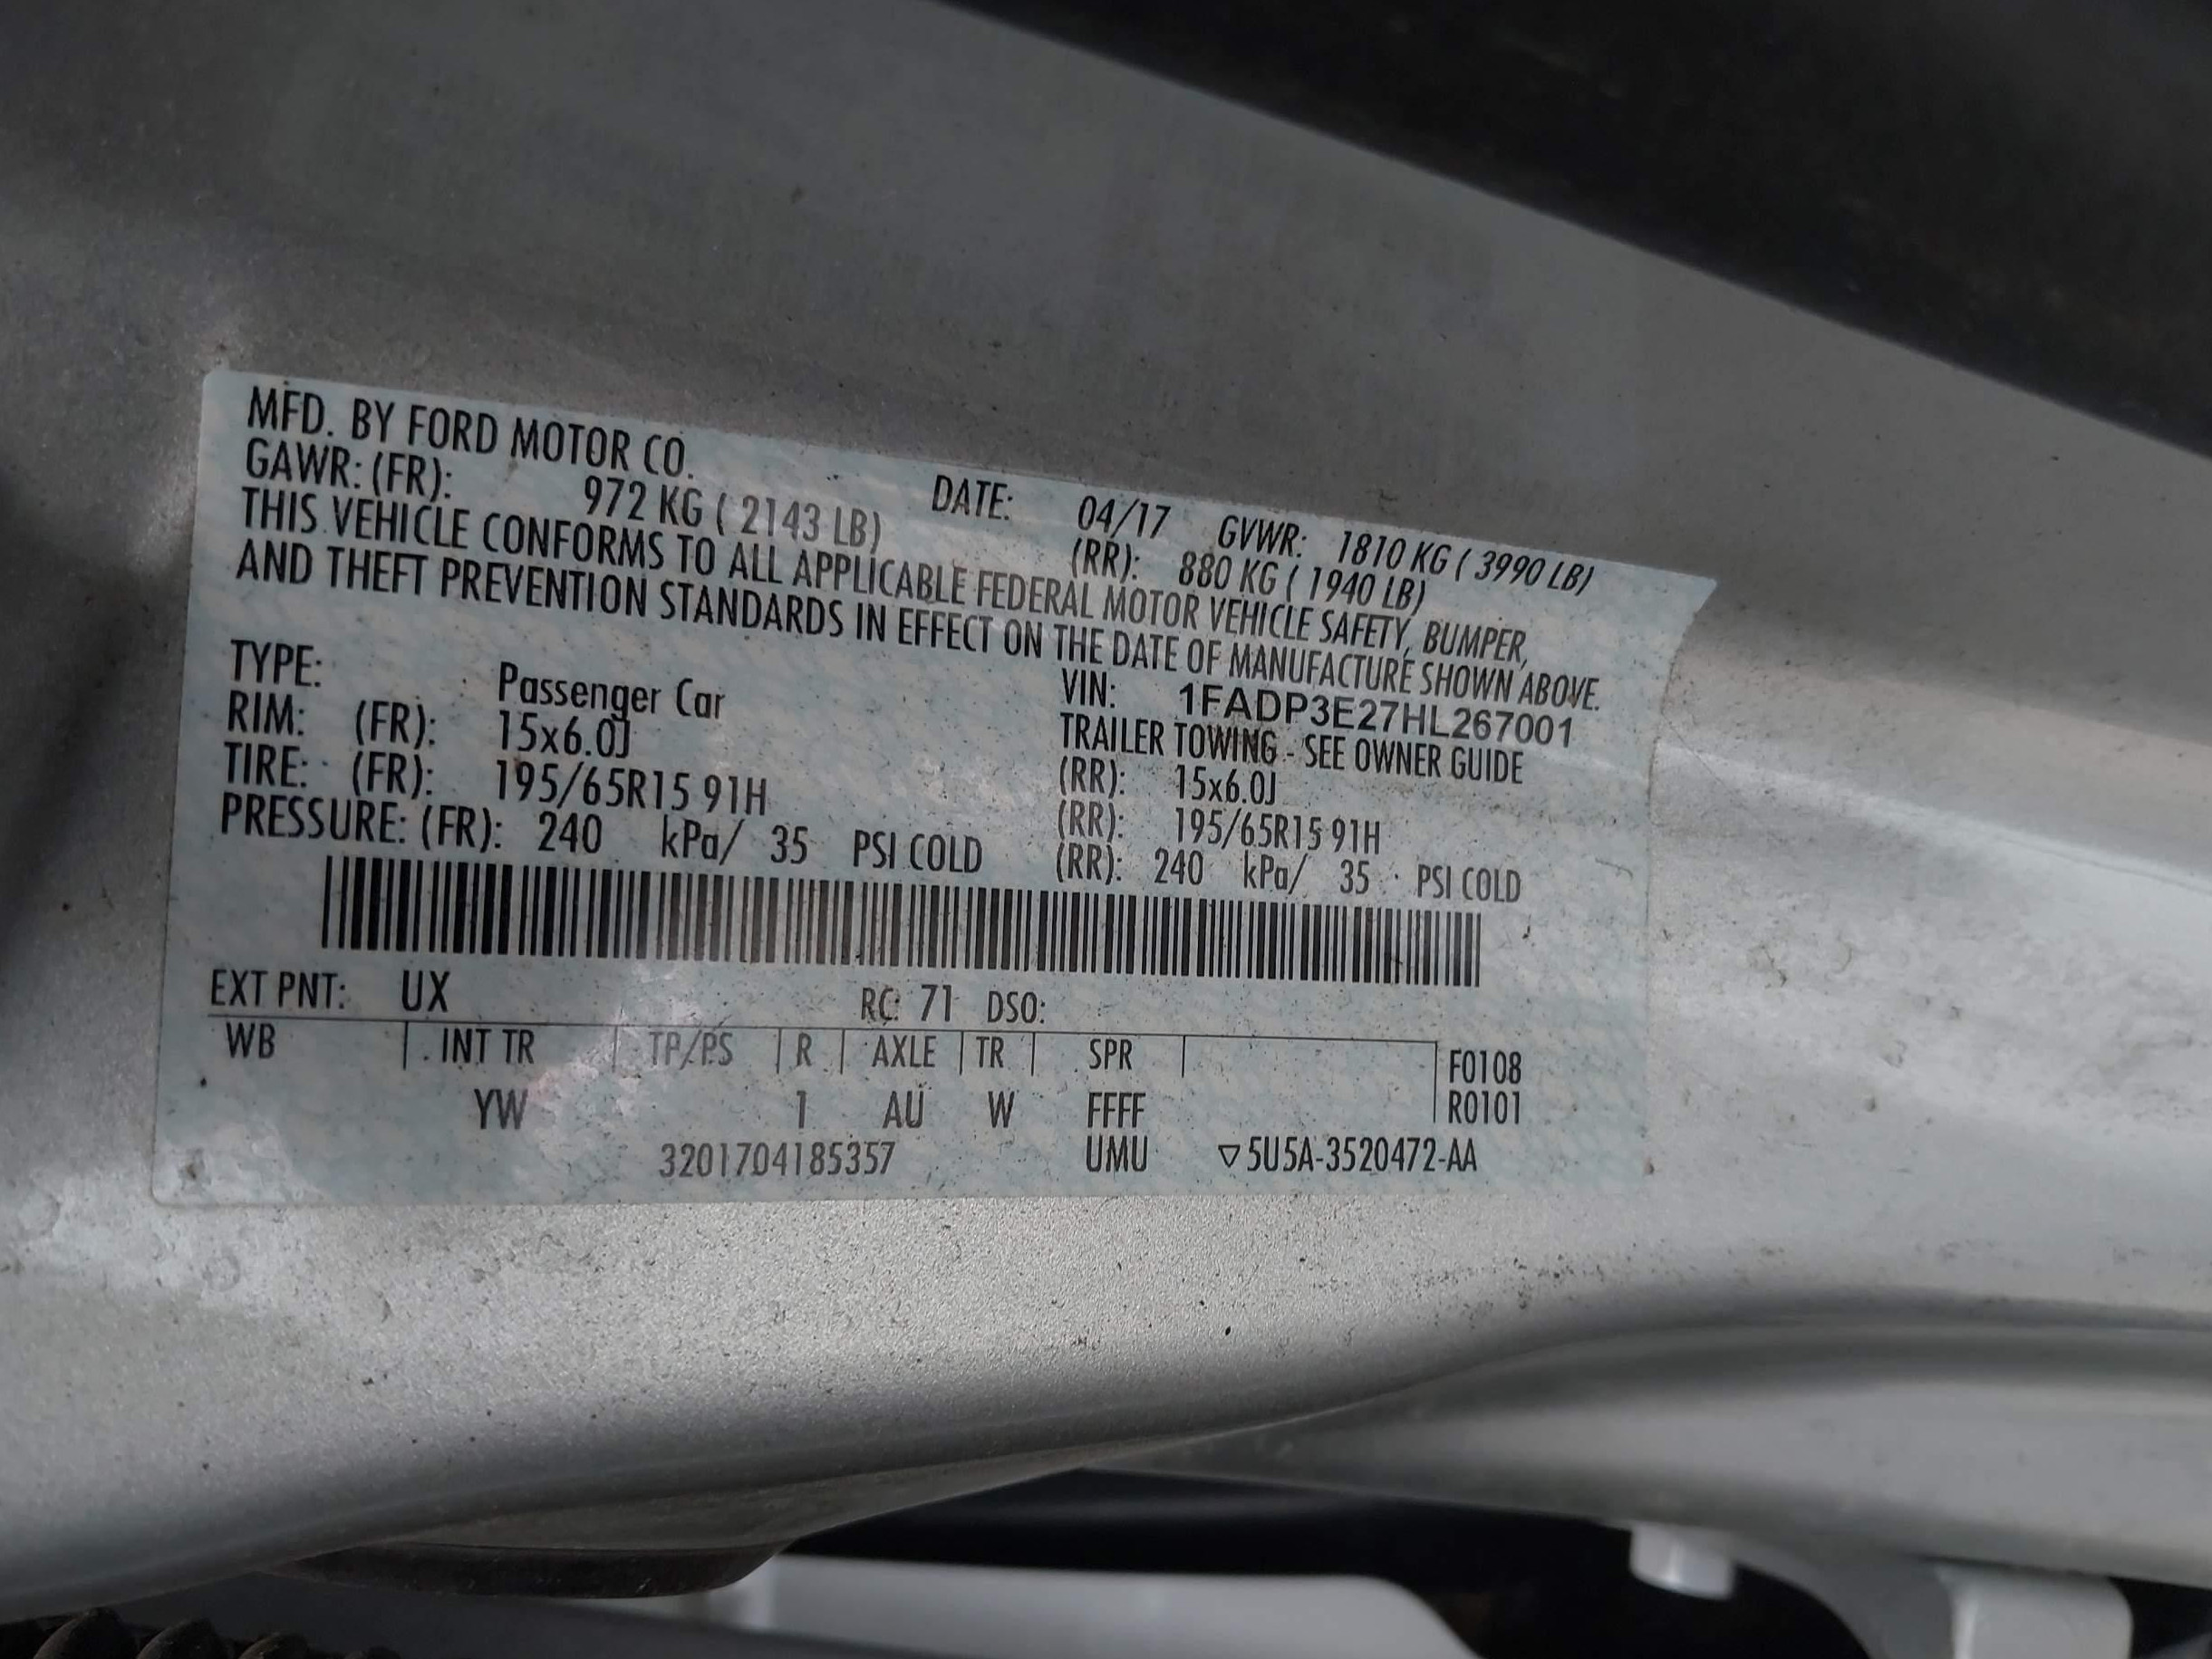 MFD. BY FORD MOTOR CO.
DATE: 04/17 GVWR: 1810 KG ( 3990 LB)
GAWR: (FR): 972 KG ( 2143 LB) (RR): 880 KG ( 1940 LB)
THIS VEHICLE CONFORMS TO ALL APPLICABLE FEDERAL MOTOR VEHICLE SAFETY, BUMPER,
AND THEFT PREVENTION STANDARDS IN EFFECT ON THE DATE OF MANUFACTURE SHOWN ABOVE.
VIN: 1FADP3E27HL267001
TYPE: Passenger Car TRAILER TOWING - SEE OWNER GUIDE
RIM: (FR): 15x6.0J (RR): 15x6.0J
TIRE: (FR): 195/65R15 91H (RR): 195/65R15 91H
PRESSURE: (FR): 240 kPa/ 35 PSI COLD (RR): 240 kPa/ 35 PSI COLD
EXT PNT: UX RC: 71 DSO:
WB INT TR TP/PS R AXLE TR SPR F0108
YW 1 AU W FFFF R0101
3201704185357 UMU ▽5U5A-3520472-AA